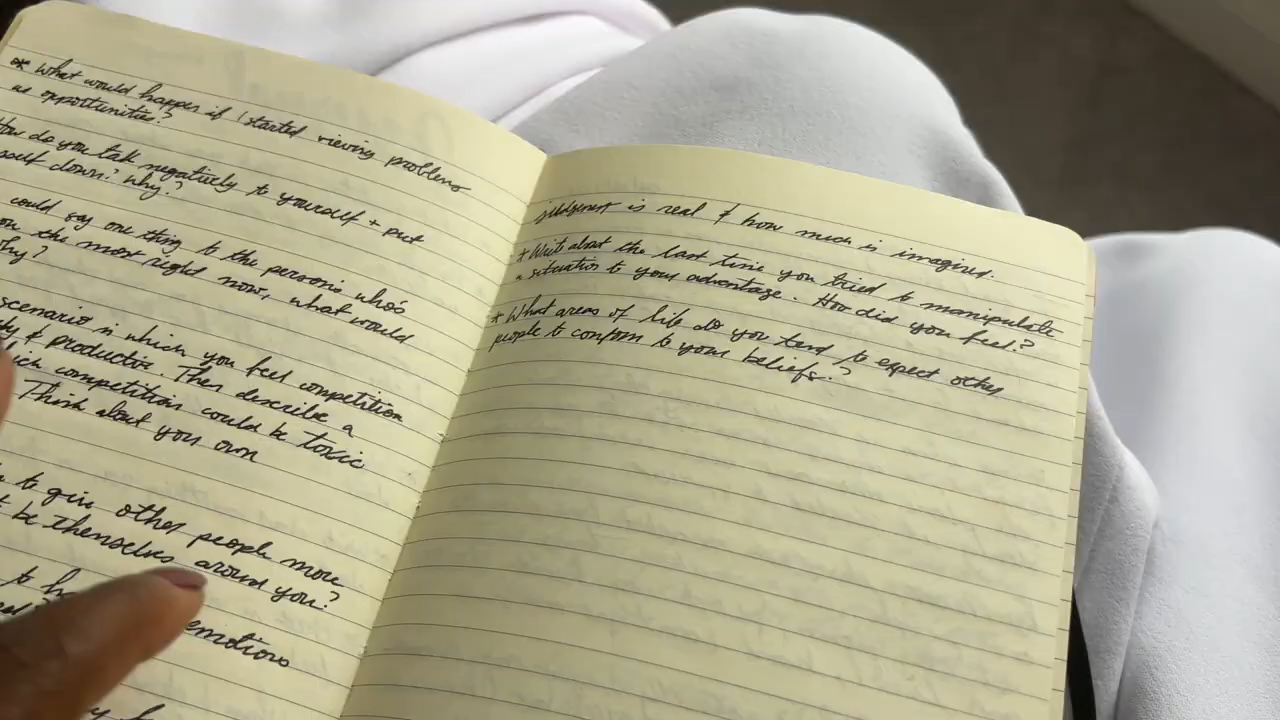 * What would happen if I started viewing problems
as opportunities?
How do you talk negatively to yourself + put
self down? Why?
could say one thing to the person who's
on the most right now, what would
why?
scenario in which you feel competition
& productive. Then describe a
which competition could be toxic
Think about you own
to give other people more
t be themselves around you?
to
emotions
judgement is real & how much is imagined.
* Write about the last time you tried to manipulate
a situation to your advantage. How did you feel?
* What areas of life do you tend to expect other
people to conform to your beliefs?